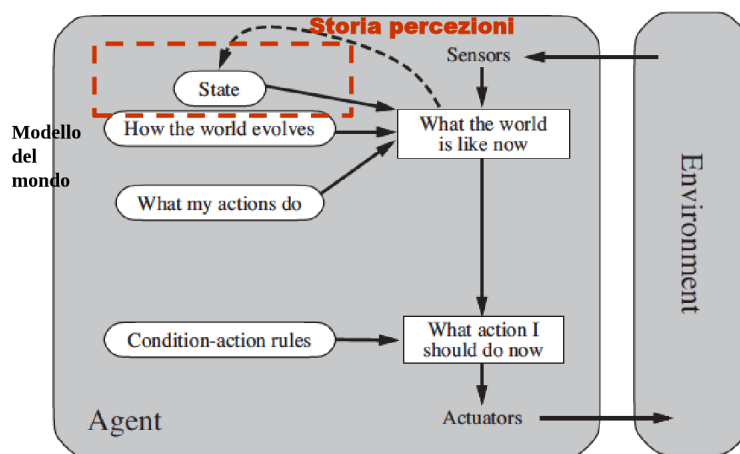 Storia percezioni
Sensors
State
How the world evolves
What the world
is like now
Modello
del
mondo
What my actions do
Environment
Condition-action rules
What action I
should do now
Agent
Actuators